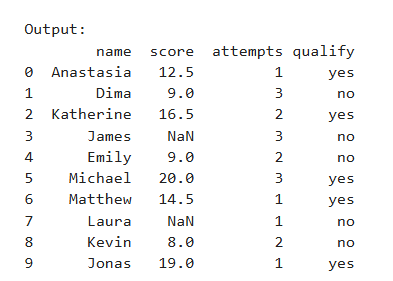 Output:
        name  score  attempts qualify
0  Anastasia   12.5         1     yes
1       Dima    9.0         3      no
2  Katherine   16.5         2     yes
3      James    NaN         3      no
4      Emily    9.0         2      no
5    Michael   20.0         3     yes
6    Matthew   14.5         1     yes
7      Laura    NaN         1      no
8      Kevin    8.0         2      no
9      Jonas   19.0         1     yes